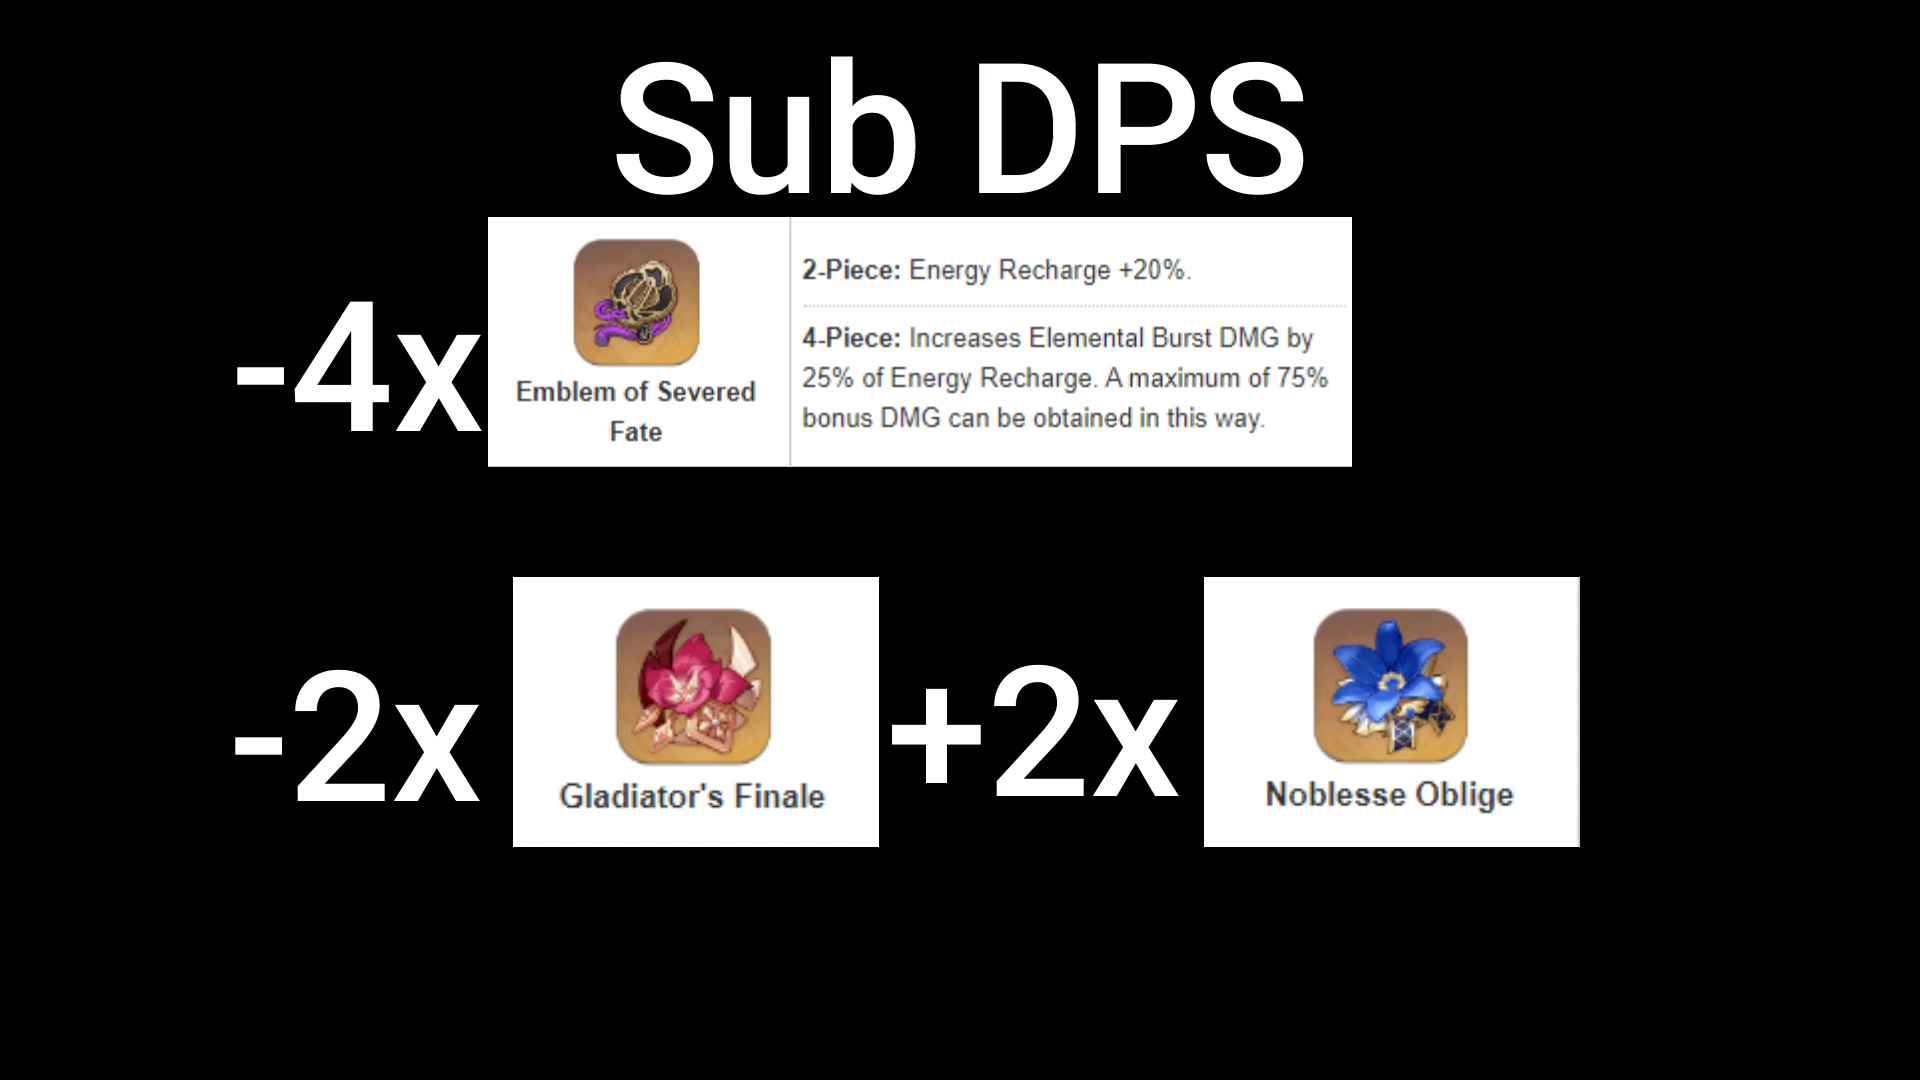 Sub DPS
-4x
Emblem of Severed
Fate
2-Piece: Energy Recharge +20%.
4-Piece: Increases Elemental Burst DMG by
25% of Energy Recharge. A maximum of 75%
bonus DMG can be obtained in this way.
-2x
Gladiator's Finale
+2x
Noblesse Oblige